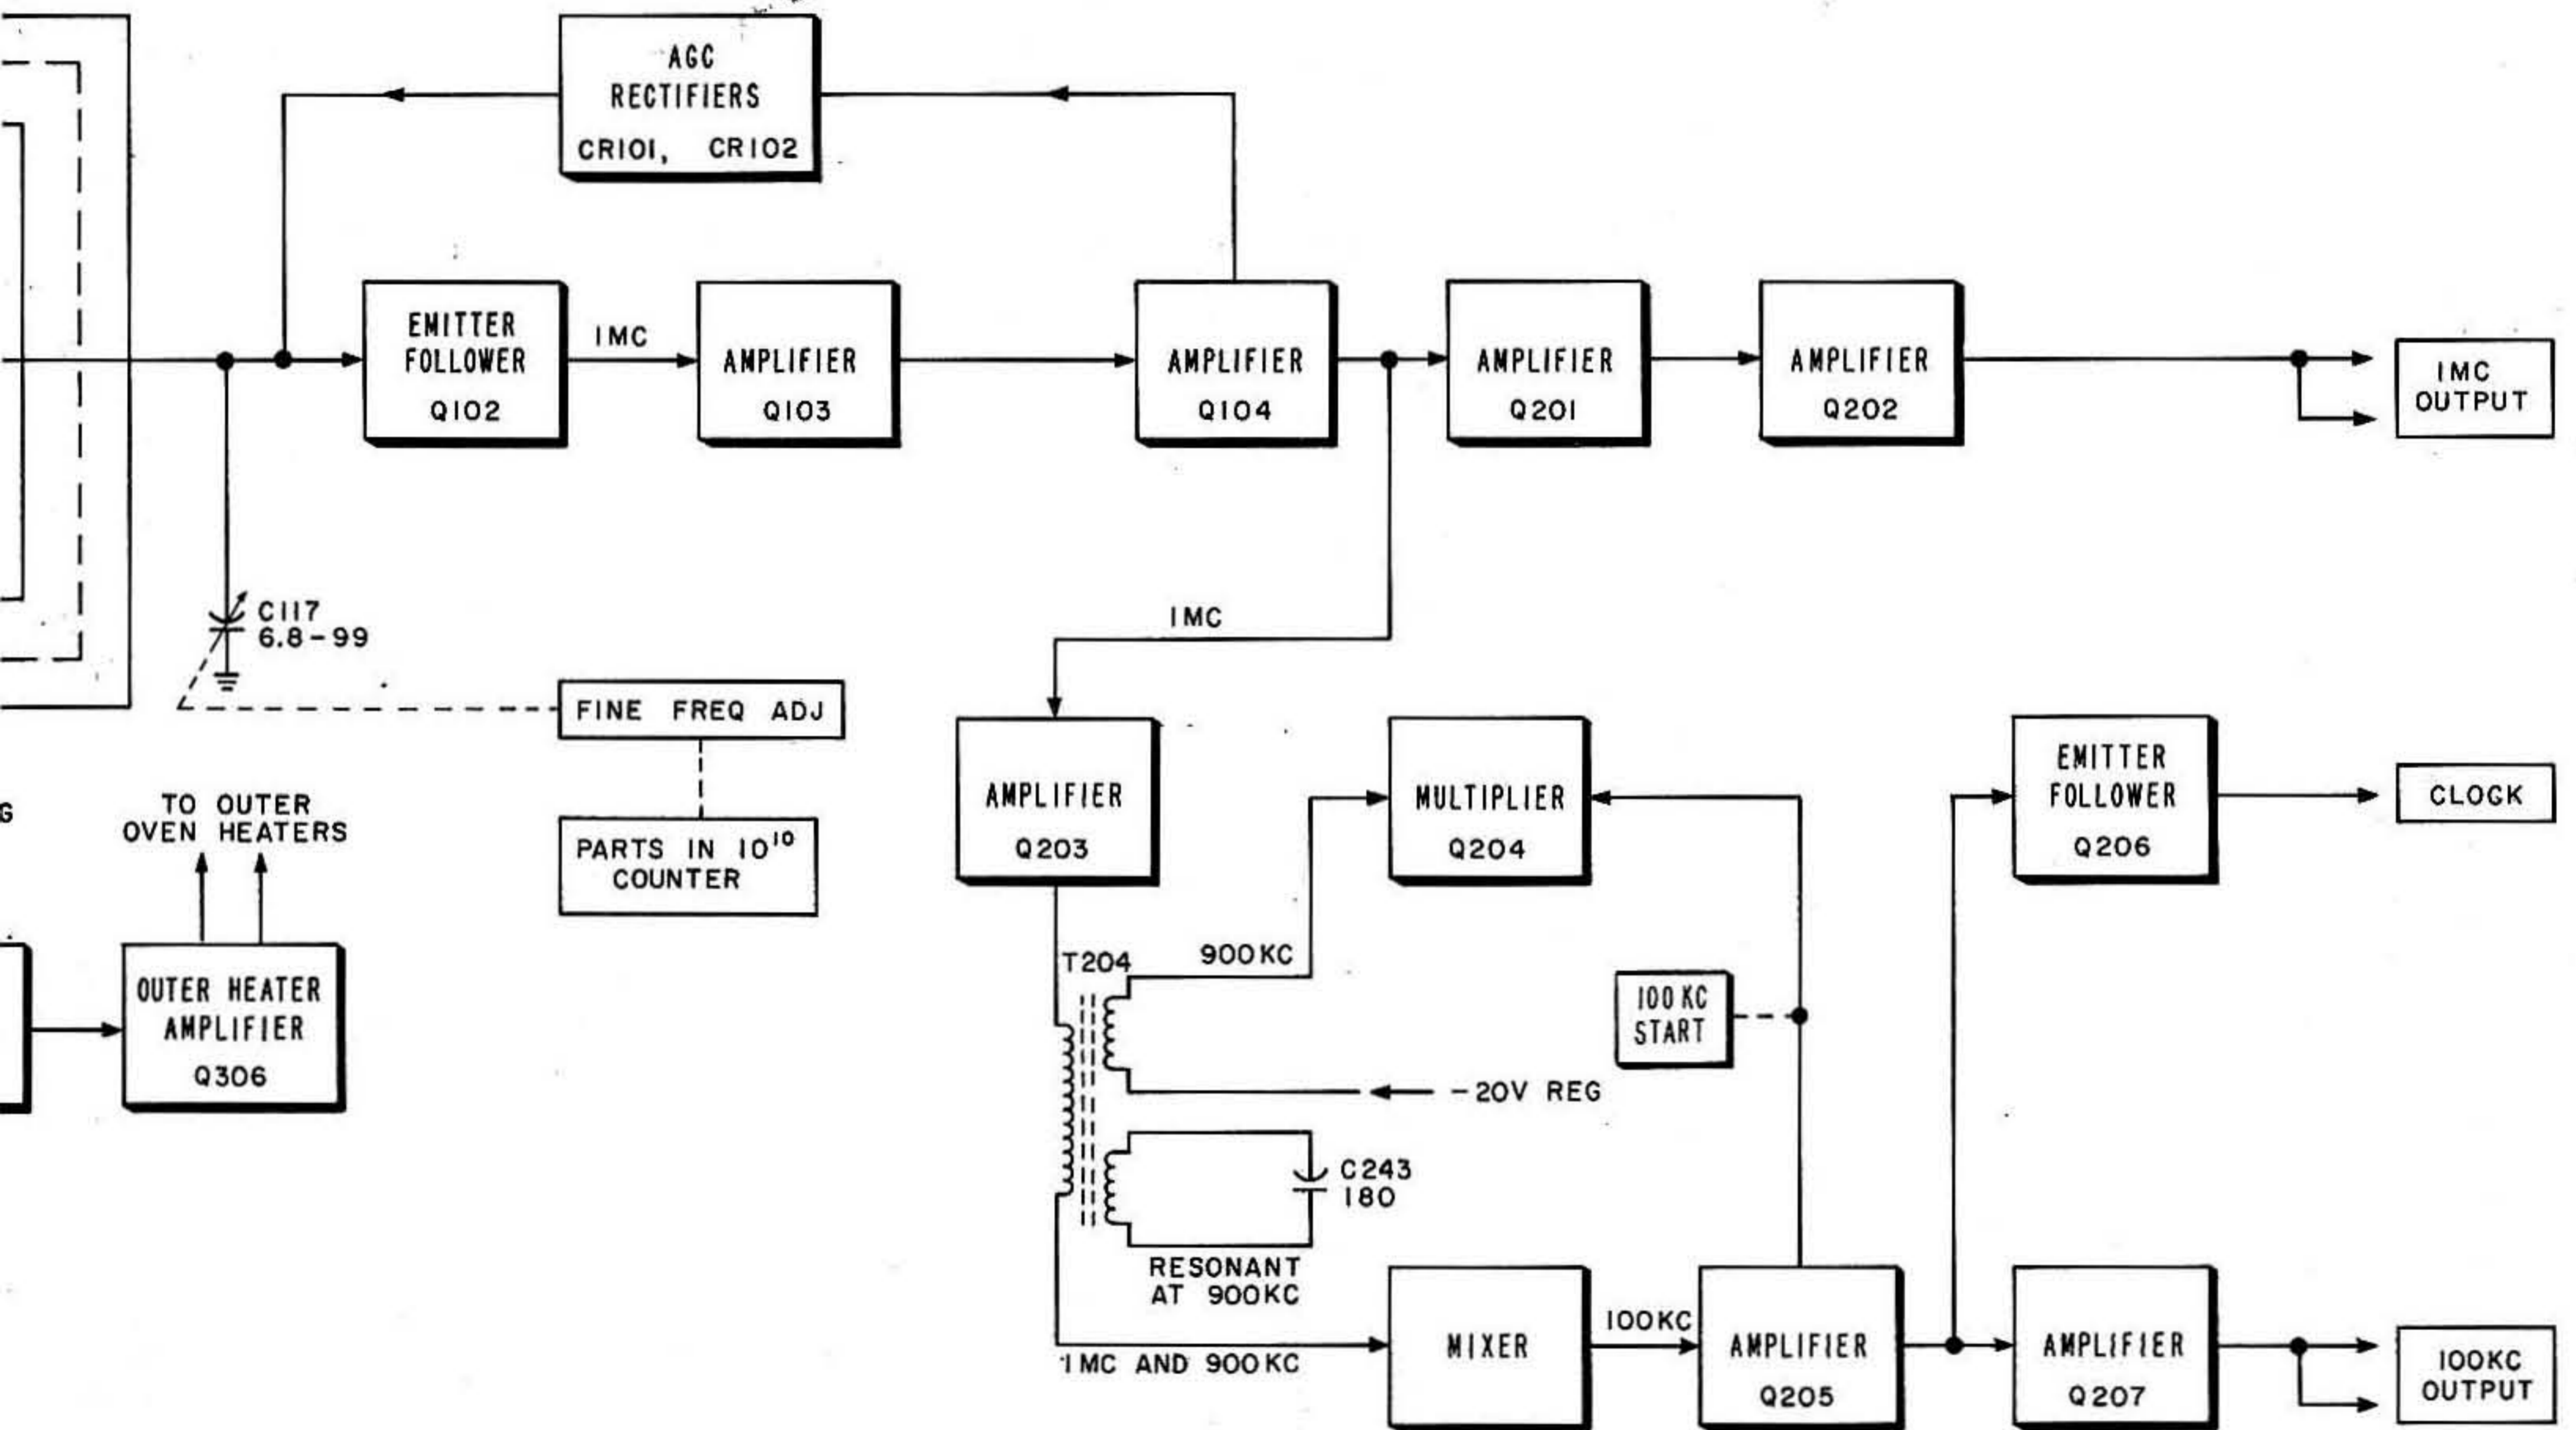 AGC
RECTIFIERS
CR101, CR102
EMITTER
FOLLOWER
Q102
1MC
AMPLIFIER
Q103
AMPLIFIER
Q104
AMPLIFIER
Q201
AMPLIFIER
Q202
1MC
OUTPUT
C117
6.8-99
1MC
FINE FREQ ADJ
PARTS IN 10¹⁰
COUNTER
G
TO OUTER
OVEN HEATERS
OUTER HEATER
AMPLIFIER
Q306
AMPLIFIER
Q203
MULTIPLIER
Q204
EMITTER
FOLLOWER
Q206
CLOCK
T204
900KC
100KC
START
-20V REG
C243
180
RESONANT
AT 900KC
1MC AND 900KC
MIXER
100KC
AMPLIFIER
Q205
AMPLIFIER
Q207
100KC
OUTPUT